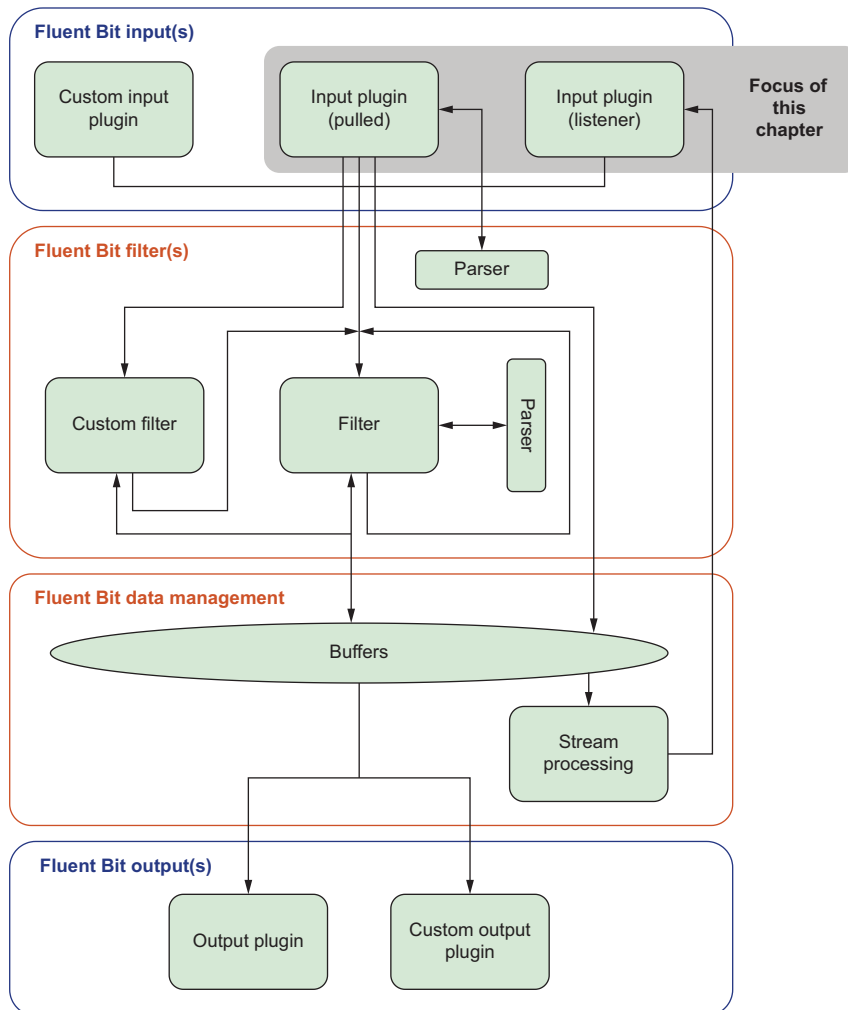 Fluent Bit input(s)
Custom input
plugin
Input plugin
(pulled)
Input plugin
(listener)
Focus of
this
chapter
Fluent Bit filter(s)
Parser
Custom filter
Filter
Parser
Fluent Bit data management
Buffers
Stream
processing
Fluent Bit output(s)
Output plugin
Custom output
plugin